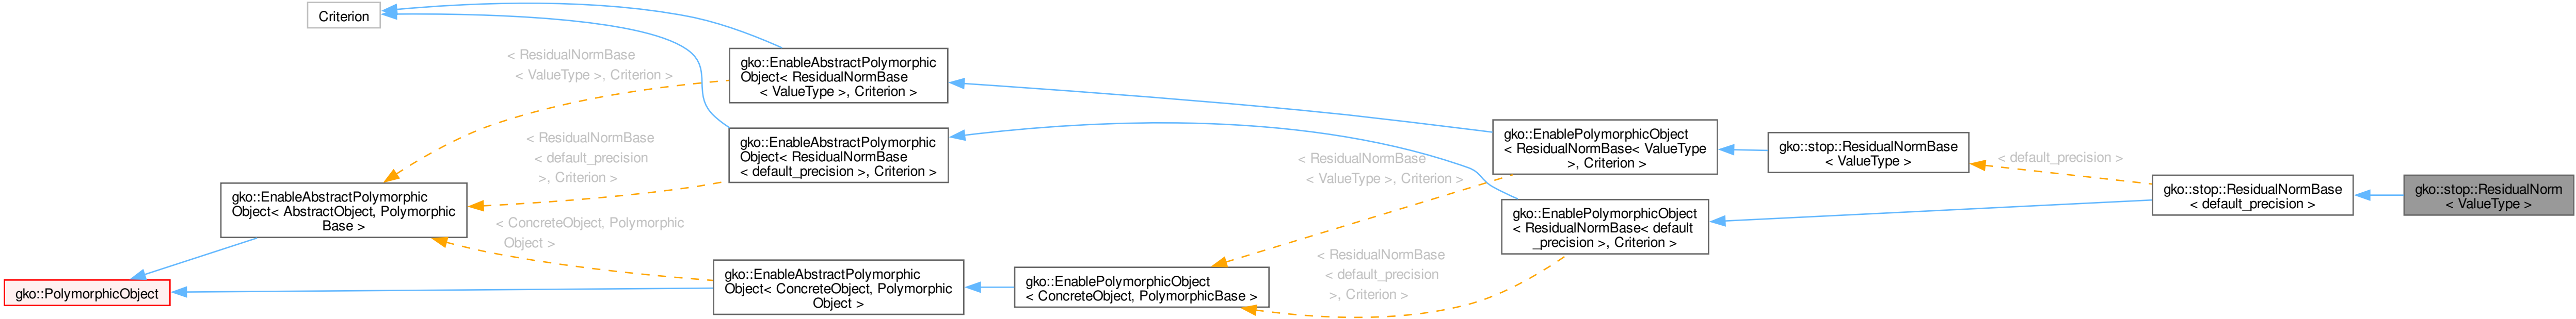 Criterion
< ResidualNormBase
< ValueType >, Criterion >
gko::EnableAbstractPolymorphic
Object< ResidualNormBase
< ValueType >, Criterion >
< ResidualNormBase
< default_precision
>, Criterion >
gko::EnableAbstractPolymorphic
Object< ResidualNormBase
< default_precision >, Criterion >
gko::EnableAbstractPolymorphic
Object< AbstractObject, Polymorphic
Base >
< ConcreteObject, Polymorphic
Object >
gko::PolymorphicObject
gko::EnableAbstractPolymorphic
Object< ConcreteObject, Polymorphic
Object >
gko::EnablePolymorphicObject
< ConcreteObject, PolymorphicBase >
< ResidualNormBase
< ValueType >, Criterion >
< ResidualNormBase
< default_precision
>, Criterion >
gko::EnablePolymorphicObject
< ResidualNormBase< ValueType
>, Criterion >
gko::EnablePolymorphicObject
< ResidualNormBase< default
_precision >, Criterion >
gko::stop::ResidualNormBase
< ValueType >
< default_precision >
gko::stop::ResidualNormBase
< default_precision >
gko::stop::ResidualNorm
< ValueType >